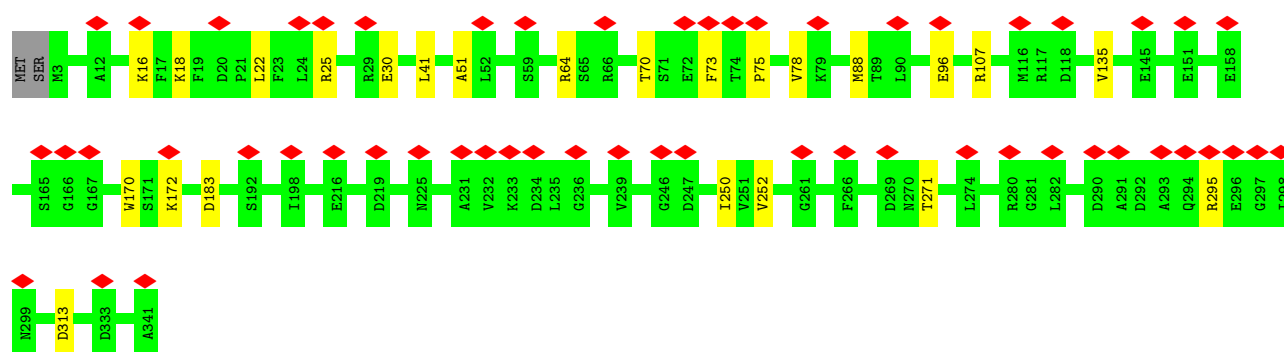 MET SER M3 A12 K16 F17 K18 F19 D20 P21 L22 F23 L24 R25 R29 E30 L41 A51 L52 S59 R64 S65 R66 T70 S71 E72 F73 T74 P75 V78 K79 M88 T89 L90 E96 R107 M116 R117 D118 V135 E145 E151 E158
S165 G166 G167 W170 S171 K172 D183 S192 I198 E216 D219 N225 A231 V232 K233 D234 L235 G236 V239 G246 D247 I250 V251 V252 G261 F266 D269 N270 T271 L274 R280 G281 L282 D290 A291 D292 A293 Q294 R295 E296 G297
N299 D313 D333 A341